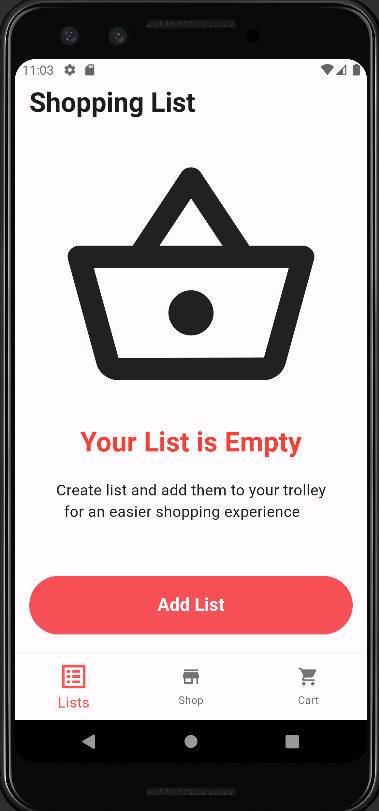 11:03
Shopping List
Your List is Empty
Create list and add them to your trolley
for an easier shopping experience
Add List
Lists
Shop
Cart